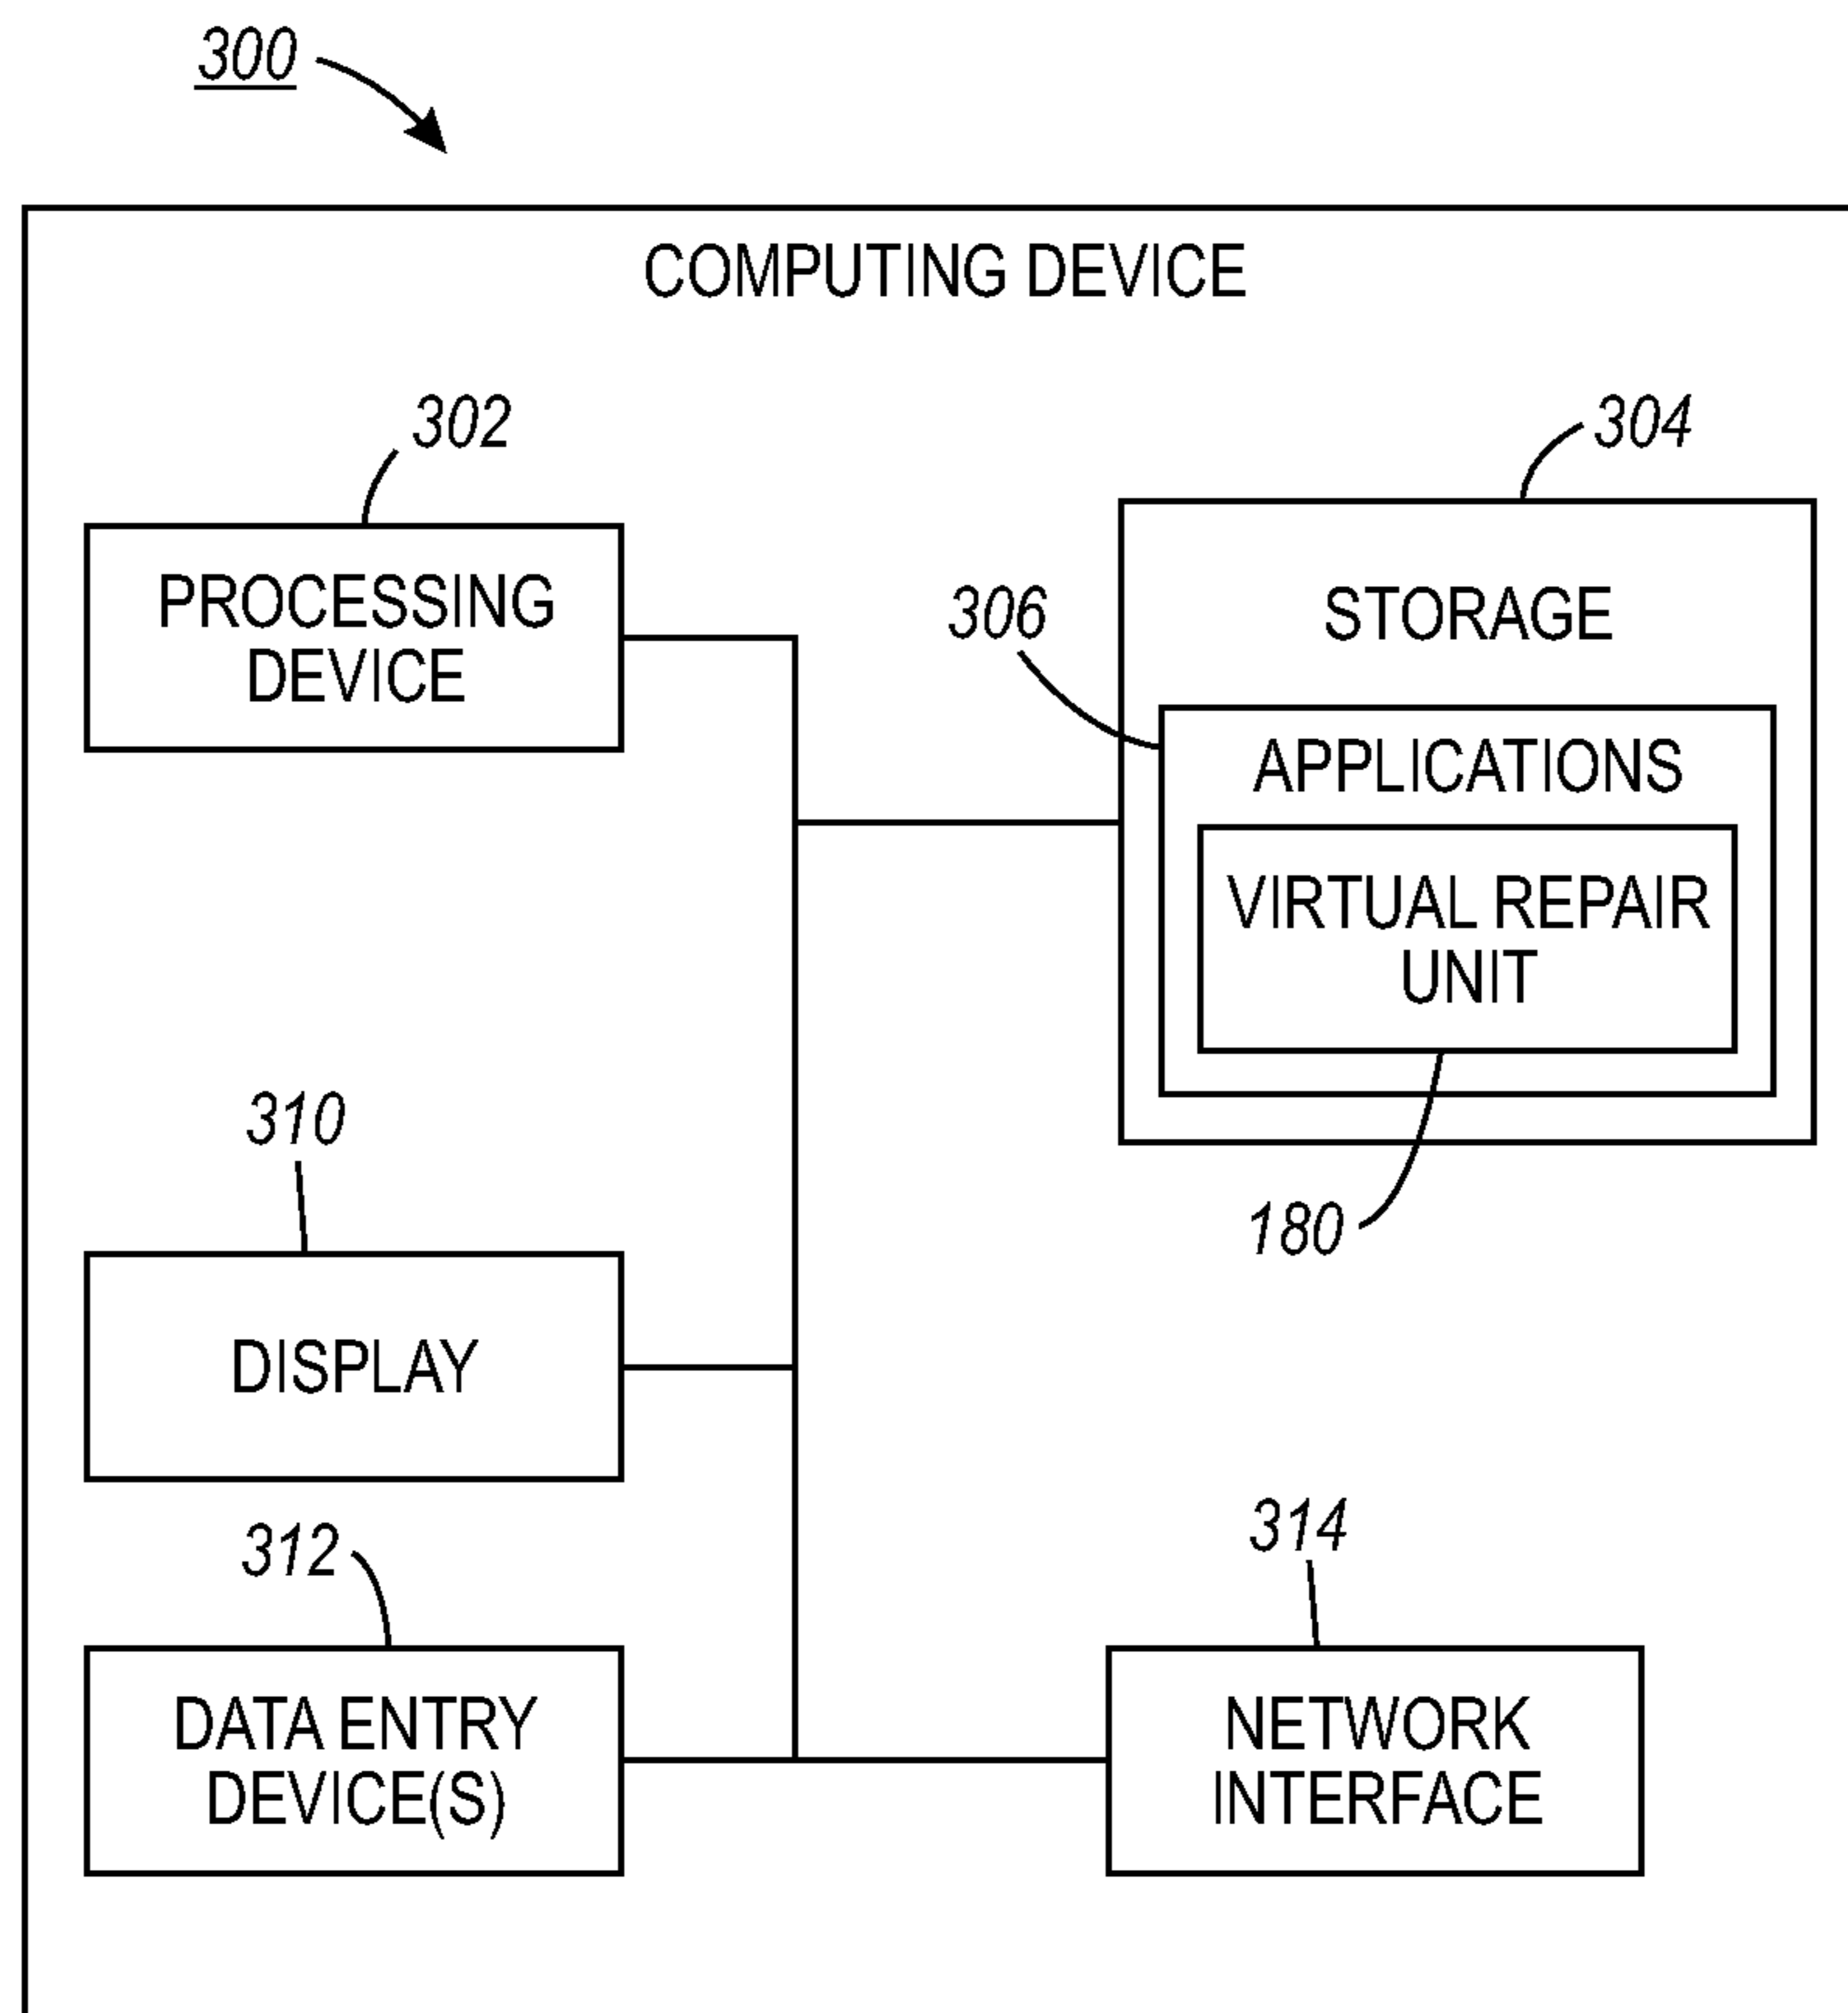 300
COMPUTING DEVICE
302
304
PROCESSING
DEVICE
306
STORAGE
APPLICATIONS
VIRTUAL REPAIR
UNIT
310
180
DISPLAY
312
314
DATA ENTRY
DEVICE(S)
NETWORK
INTERFACE